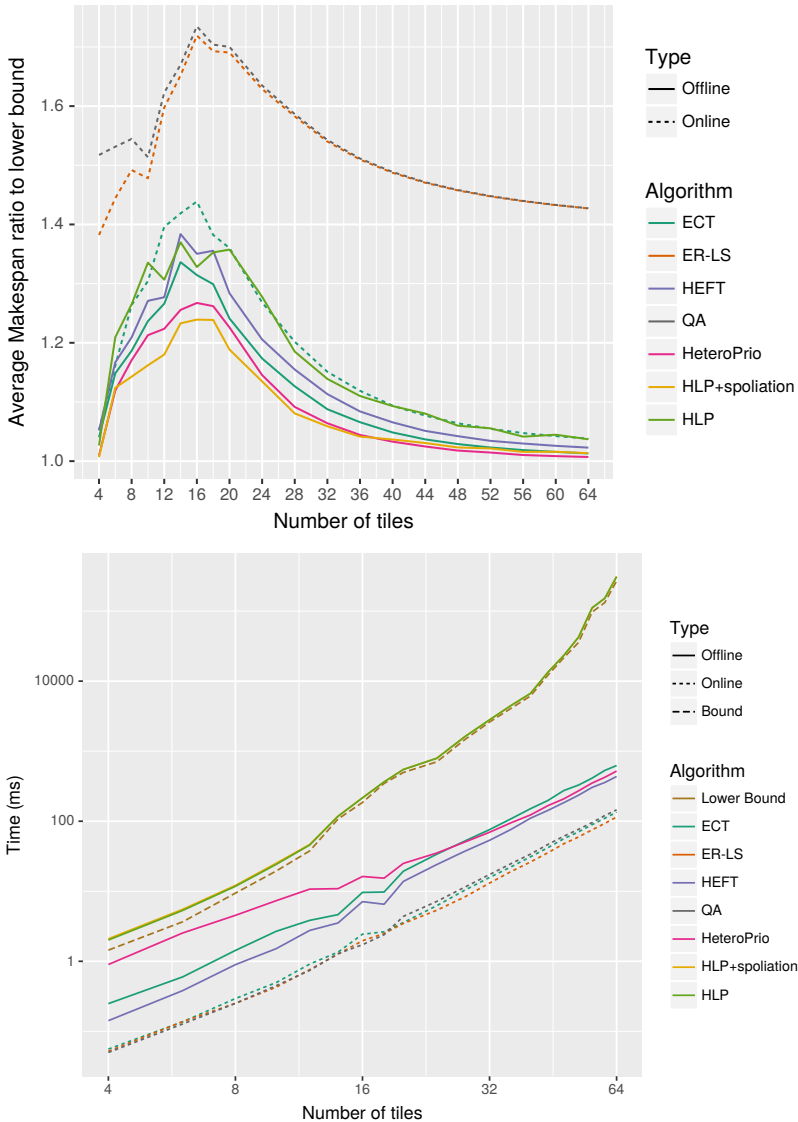 Average Makespan ratio to lower bound
1.6
1.4
1.2
1.0
4 8 12 16 20 24 28 32 36 40 44 48 52 56 60 64
Number of tiles
Type
Offline
Online
Algorithm
ECT
ER-LS
HEFT
QA
HeteroPrio
HLP+spoliation
HLP
Time (ms)
10000
100
1
4 8 16 32 64
Number of tiles
Type
Offline
Online
Bound
Algorithm
Lower Bound
ECT
ER-LS
HEFT
QA
HeteroPrio
HLP+spoliation
HLP